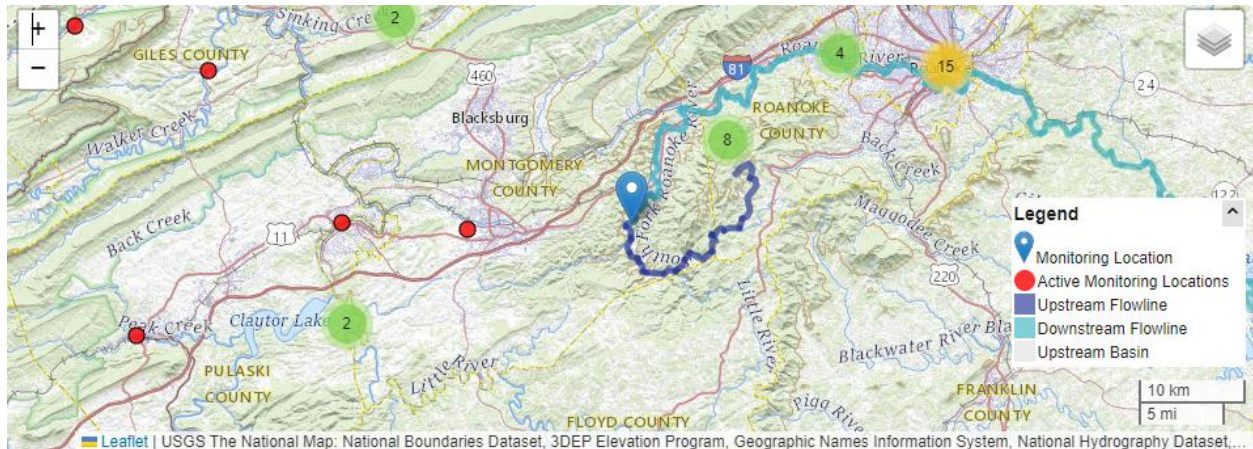 +
−
Sinking Creek
2
GILES COUNTY
Walker Creek
460
Blacksburg
MONTGOMERY
COUNTY
Back Creek
11
Peak Creek
Claytor Lake
2
PULASKI
COUNTY
Little River
FLOYD COUNTY
81
Roanoke River
4
15
Roanoke
ROANOKE
COUNTY
8
Fork Roanoke River
Back Creek
24
Maggodee Creek
122
220
Little River
Blackwater River
Pigg River
FRANKLIN
COUNTY
Legend
Monitoring Location
Active Monitoring Locations
Upstream Flowline
Downstream Flowline
Upstream Basin
10 km
5 mi
Leaflet | USGS The National Map: National Boundaries Dataset, 3DEP Elevation Program, Geographic Names Information System, National Hydrography Dataset,...